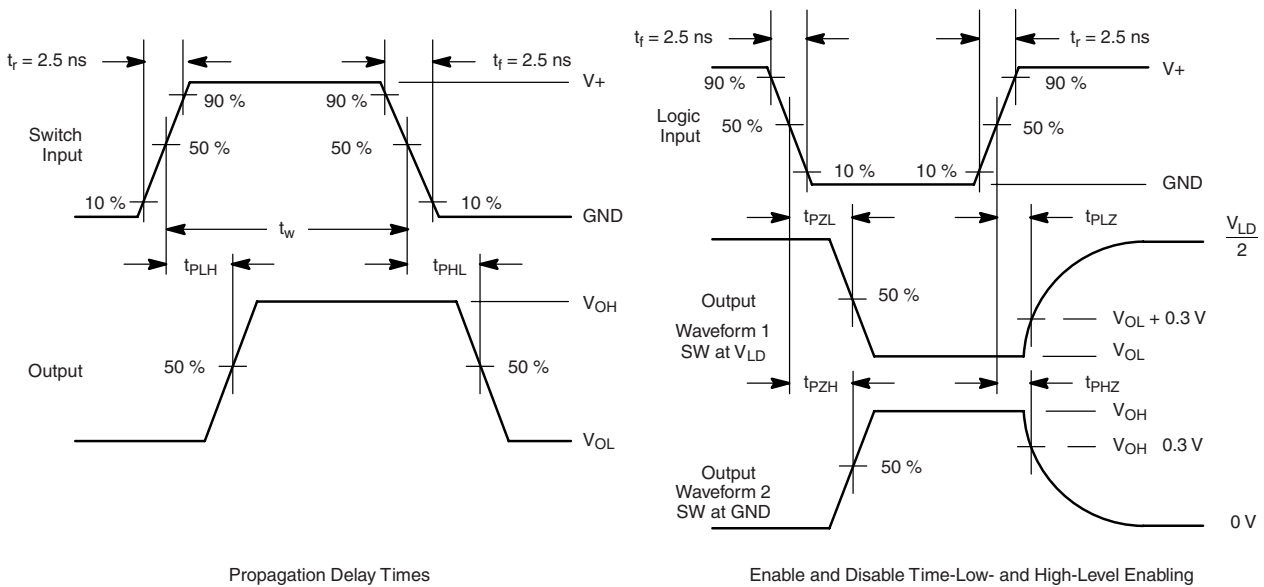 t_r = 2.5 ns
t_f = 2.5 ns
V+
90 %
90 %
Switch
Input
50 %
50 %
10 %
10 %
GND
t_w
t_PLH
t_PHL
V_OH
Output
50 %
50 %
V_OL
Propagation Delay Times
t_f = 2.5 ns
t_r = 2.5 ns
V+
90 %
90 %
Logic
Input
50 %
50 %
10 %
10 %
GND
t_PZL
t_PLZ
V_LD
2
Output
50 %
Waveform 1
SW at V_LD
V_OL + 0.3 V
V_OL
t_PZH
t_PHZ
V_OH
V_OH 0.3 V
Output
50 %
Waveform 2
SW at GND
0 V
Enable and Disable Time-Low- and High-Level Enabling